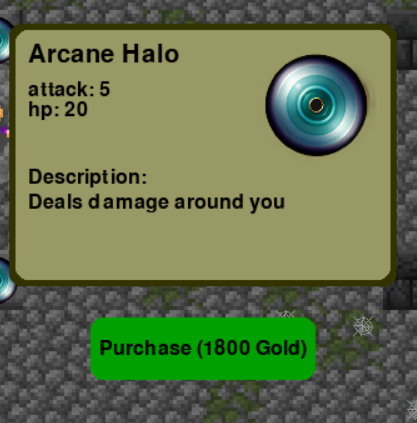 Arcane Halo
attack: 5
hp: 20
Description:
Deals damage around you
Purchase (1800 Gold)